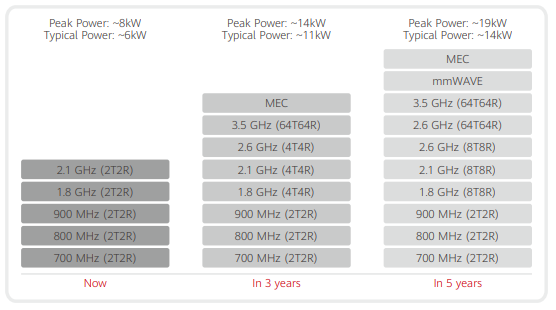 Peak Power: ~8kW
Typical Power: ~6kW
2.1 GHz (2T2R)
1.8 GHz (2T2R)
900 MHz (2T2R)
800 MHz (2T2R)
700 MHz (2T2R)
Now
Peak Power: ~14kW
Typical Power: ~11kW
MEC
3.5 GHz (64T64R)
2.6 GHz (4T4R)
2.1 GHz (4T4R)
1.8 GHz (4T4R)
900 MHz (2T2R)
800 MHz (2T2R)
700 MHz (2T2R)
In 3 years
Peak Power: ~19kW
Typical Power: ~14kW
MEC
mmWAVE
3.5 GHz (64T64R)
2.6 GHz (64T64R)
2.6 GHz (8T8R)
2.1 GHz (8T8R)
1.8 GHz (8T8R)
900 MHz (2T2R)
800 MHz (2T2R)
700 MHz (2T2R)
In 5 years